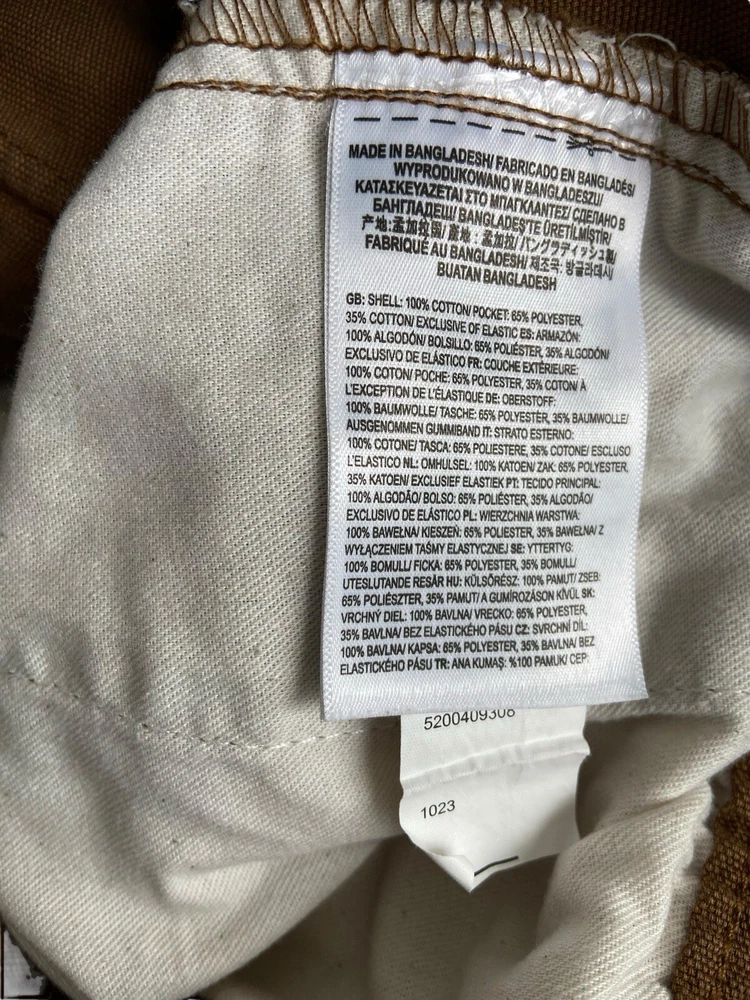 MADE IN BANGLADESH/ FABRICADO EN BANGLADÉS/
WYPRODUKOWANO W BANGLADESZU/
ΚΑΤΑΣΚΕΥΑΖΕΤΑΙ ΣΤΟ ΜΠΑΓΚΛΑΝΤΕΣ/ СДЕЛАНО В
БАНГЛАДЕШ/ BANGLADEŞ'TE ÜRETİLMİŞTİR/
产地:孟加拉国/ 產地:孟加拉/ バングラディッシュ製/
FABRIQUÉ AU BANGLADESH/ 제조국: 방글라데시/
BUATAN BANGLADESH
GB: SHELL: 100% COTTON/ POCKET: 65% POLYESTER,
35% COTTON/ EXCLUSIVE OF ELASTIC ES: ARMAZÓN:
100% ALGODÓN/ BOLSILLO: 65% POLIÉSTER, 35% ALGODÓN/
EXCLUSIVO DE ELÁSTICO FR: COUCHE EXTÉRIEURE:
100% COTON/ POCHE: 65% POLYESTER, 35% COTON/ À
L'EXCEPTION DE L'ÉLASTIQUE DE: OBERSTOFF:
100% BAUMWOLLE/ TASCHE: 65% POLYESTER, 35% BAUMWOLLE/
AUSGENOMMEN GUMMIBAND IT: STRATO ESTERNO:
100% COTONE/ TASCA: 65% POLIESTERE, 35% COTONE/ ESCLUSO
L'ELASTICO NL: OMHULSEL: 100% KATOEN/ ZAK: 65% POLYESTER,
35% KATOEN/ EXCLUSIEF ELASTIEK PT: TECIDO PRINCIPAL:
100% ALGODÃO/ BOLSO: 65% POLIÉSTER, 35% ALGODÃO/
EXCLUSIVO DE ELÁSTICO PL: WIERZCHNIA WARSTWA:
100% BAWEŁNA/ KIESZEŃ: 65% POLIESTER, 35% BAWEŁNA/ Z
WYŁĄCZENIEM TAŚMY ELASTYCZNEJ SE: YTTERTYG:
100% BOMULL/ FICKA: 65% POLYESTER, 35% BOMULL/
UTESLUTANDE RESÅR HU: KÜLSŐRÉSZ: 100% PAMUT/ ZSEB:
65% POLIÉSZTER, 35% PAMUT/ A GUMÍROZÁSON KÍVÜL SK:
VRCHNÝ DIEL: 100% BAVLNA/ VRECKO: 65% POLYESTER,
35% BAVLNA/ BEZ ELASTICKÉHO PÁSU CZ: SVRCHNÍ DÍL:
100% BAVLNA/ KAPSA: 65% POLYESTER, 35% BAVLNA/ BEZ
ELASTICKÉHO PÁSU TR: ANA KUMAŞ: %100 PAMUK/ CEP:
5200409308
1023